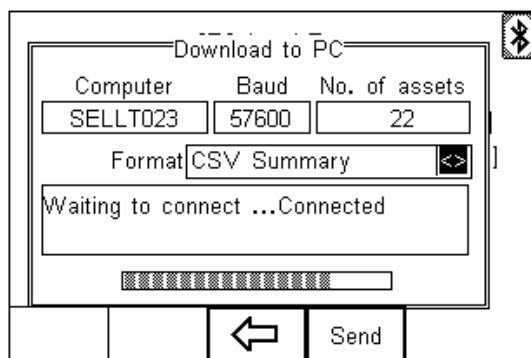 Download to PC
Computer Baud No. of assets
SELLT023 57600 22
Format CSV Summary <>
Waiting to connect ...Connected
Send